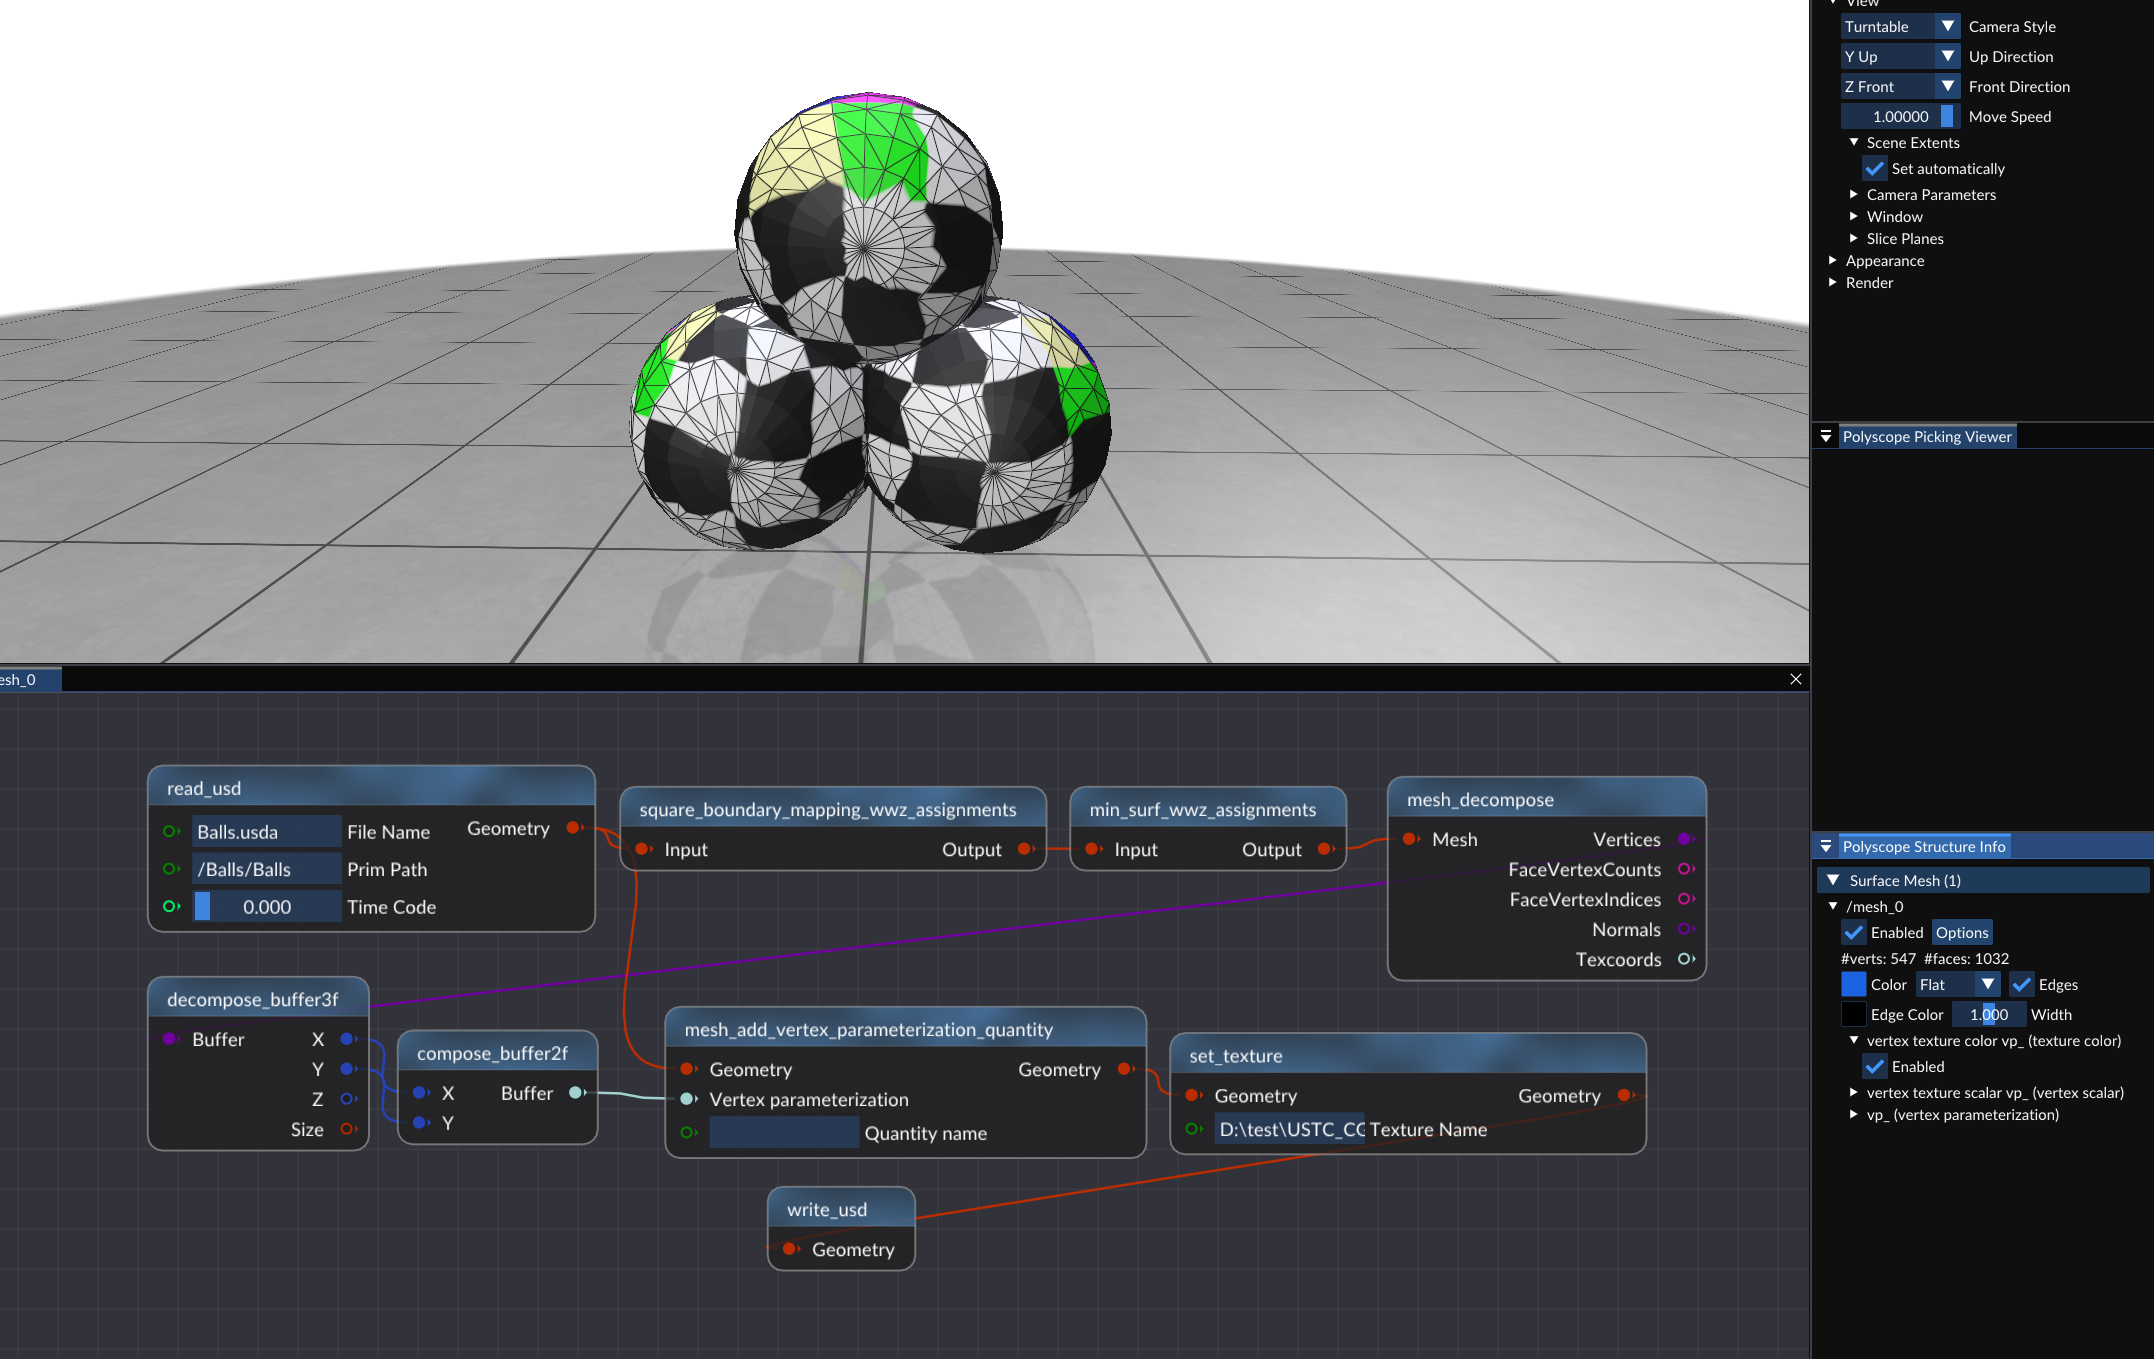 View
Turntable Camera Style
Y Up Up Direction
Z Front Front Direction
1.00000 Move Speed
Scene Extents
Set automatically
Camera Parameters
Window
Slice Planes
Appearance
Render
Polyscope Picking Viewer
Polyscope Structure Info
Surface Mesh (1)
/mesh_0
Enabled Options
#verts: 547 #faces: 1032
Color Flat Edges
Edge Color 1.000 Width
vertex texture color vp_ (texture color)
Enabled
vertex texture scalar vp_ (vertex scalar)
vp_ (vertex parameterization)
esh_0
read_usd
Geometry
Balls.usda File Name
/Balls/Balls Prim Path
0.000 Time Code
square_boundary_mapping_wwz_assignments
Input Output
min_surf_wwz_assignments
Input Output
mesh_decompose
Mesh Vertices
FaceVertexCounts
FaceVertexIndices
Normals
Texcoords
decompose_buffer3f
Buffer X
Y
Z
Size
compose_buffer2f
X Buffer
Y
mesh_add_vertex_parameterization_quantity
Geometry Geometry
Vertex parameterization
Quantity name
set_texture
Geometry Geometry
D:\test\USTC_CG Texture Name
write_usd
Geometry